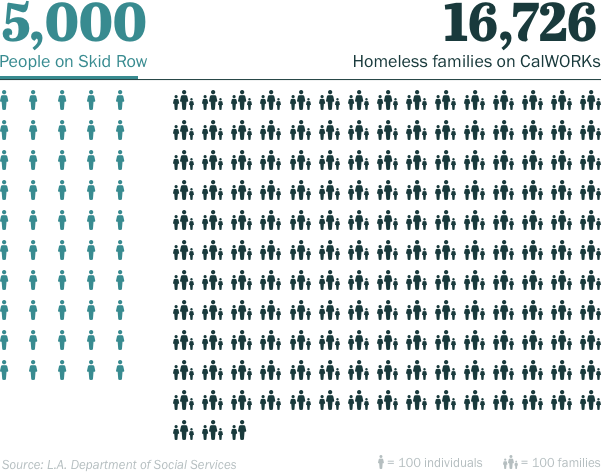 5,000
People on Skid Row
16,726
Homeless families on CalWORKs
Source: L.A. Department of Social Services
= 100 individuals
= 100 families